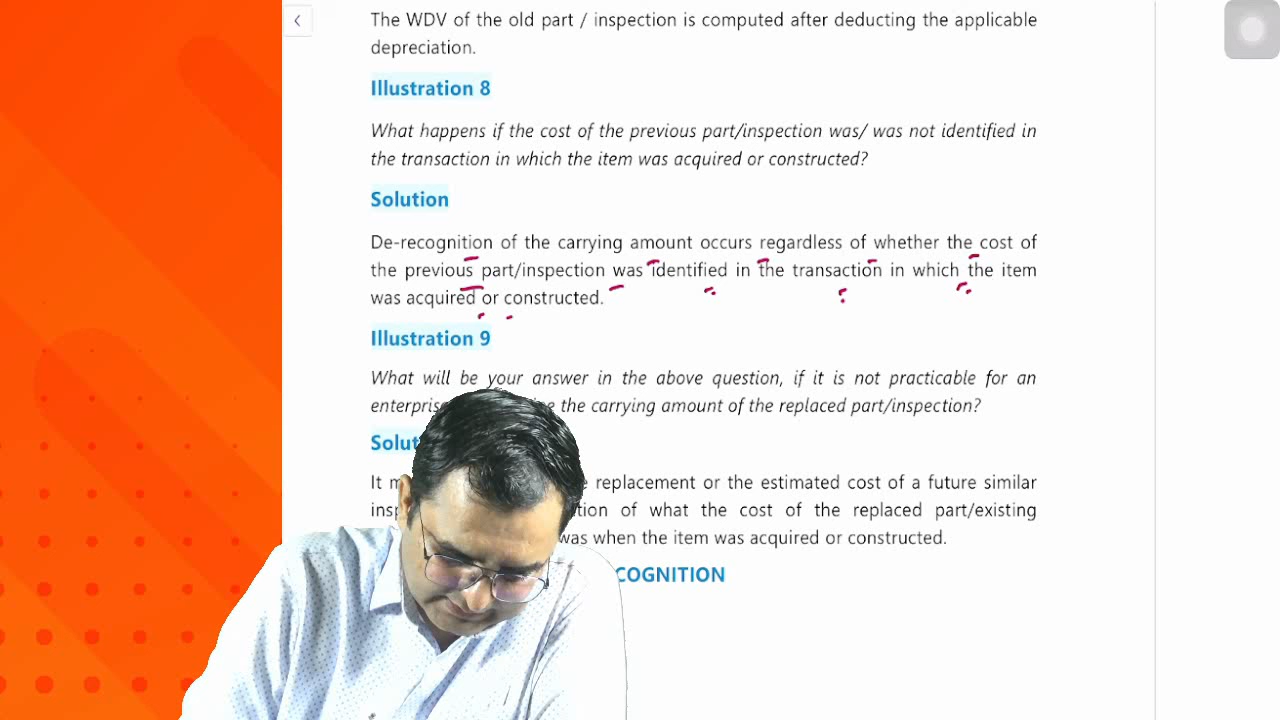 The WDV of the old part / inspection is computed after deducting the applicable
depreciation.
Illustration 8
What happens if the cost of the previous part/inspection was/ was not identified in
the transaction in which the item was acquired or constructed?
Solution
De-recognition of the carrying amount occurs regardless of whether the cost of
the previous part/inspection was identified in the transaction in which the item
was acquired or constructed.
Illustration 9
What will be your answer in the above question, if it is not practicable for an
the carrying amount of the replaced part/inspection?
It replacement or the estimated cost of a future similar
of what the cost of the replaced part/existing
was when the item was acquired or constructed.